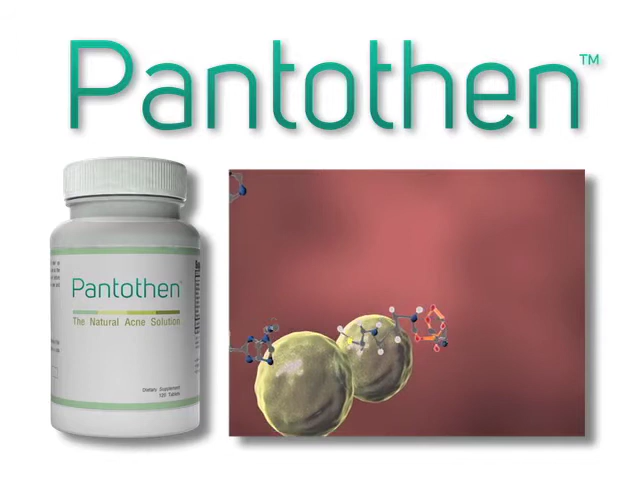 Pantothen™
Pantothen
The Natural Acne Solution
Dietary Supplement
120 Tablets